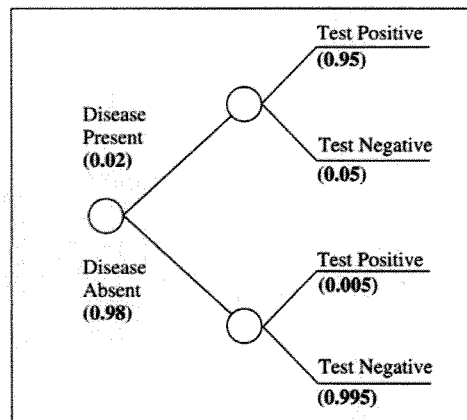 Test Positive
(0.95)
Disease
Present
(0.02)
Test Negative
(0.05)
Disease
Absent
(0.98)
Test Positive
(0.005)
Test Negative
(0.995)